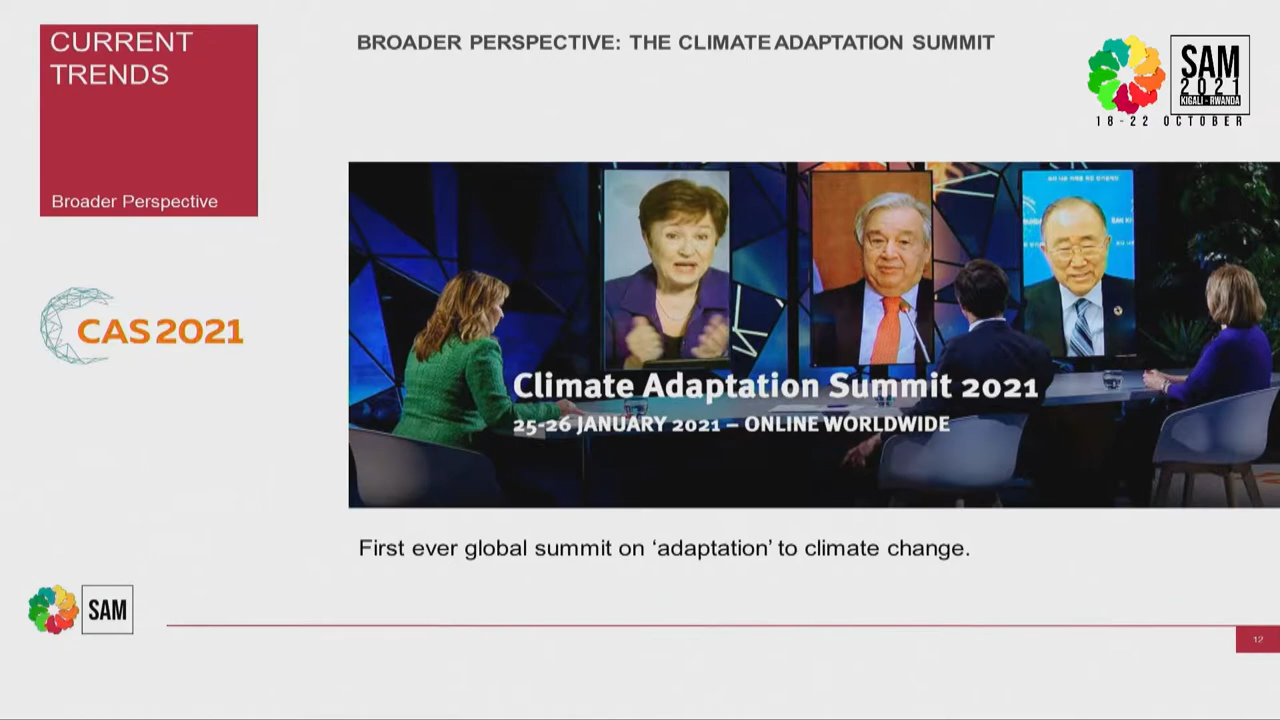 CURRENT
TRENDS
Broader Perspective
BROADER PERSPECTIVE: THE CLIMATE ADAPTATION SUMMIT
SAM
2021
KIGALI - RWANDA
18-22 OCTOBER
CAS 2021
Climate Adaptation Summit 2021
25-26 JANUARY 2021 – ONLINE WORLDWIDE
First ever global summit on ‘adaptation’ to climate change.
SAM
12